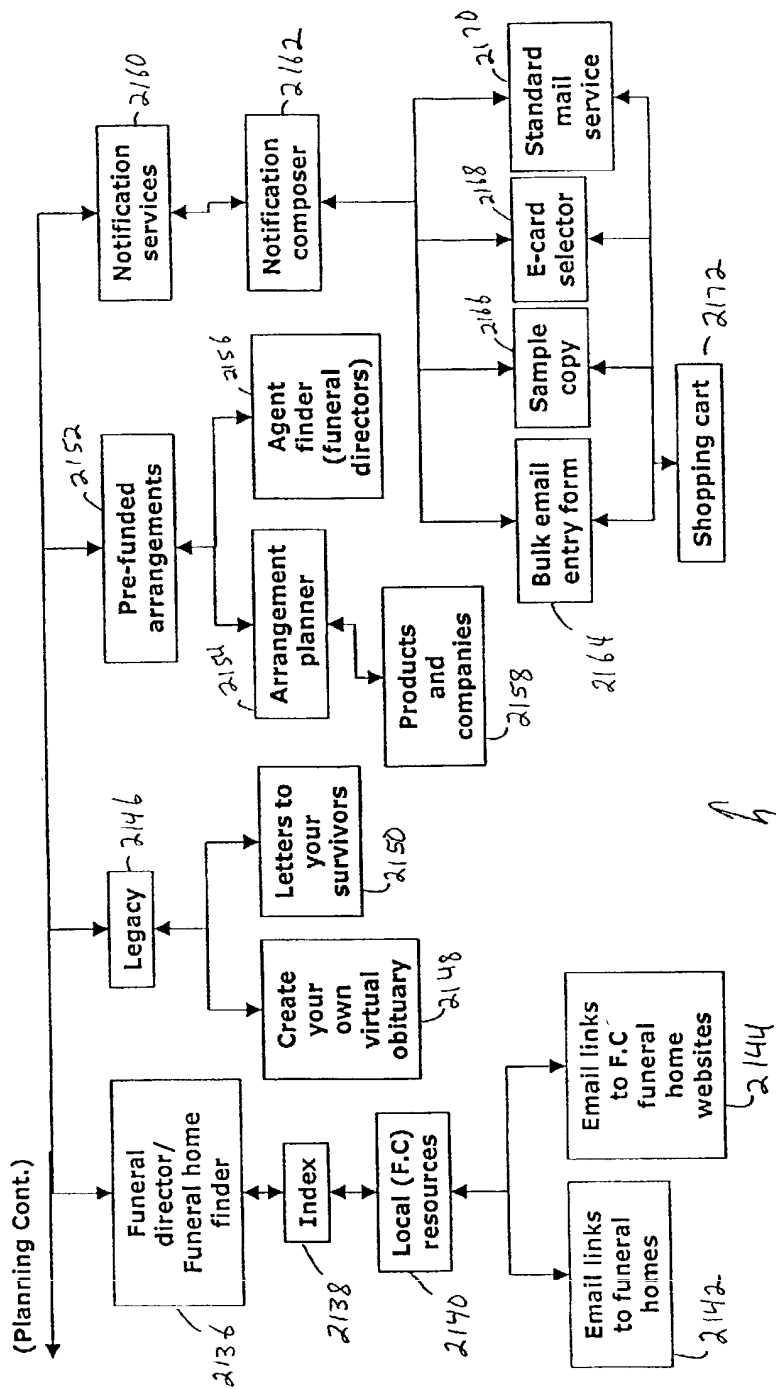 (Planning Cont.)
Funeral
director/
Funeral home
finder
2136
Index
2138
Local (F.C)
resources
2140
Email links
to funeral
homes
2142
Email links
to F.C
funeral
home
websites
2144
Legacy
2146
Create
your
own
virtual
obituary
2148
Letters to
your
survivors
2150
Pre-funded
arrangements
2152
Arrangement
planner
2154
Agent
finder
(funeral
directors)
2156
Products
and
companies
2158
Notification
services
2160
Notification
composer
2162
Bulk email
entry form
2164
Sample
copy
2166
E-card
selector
2168
Standard
mail
service
2170
Shopping cart
2172